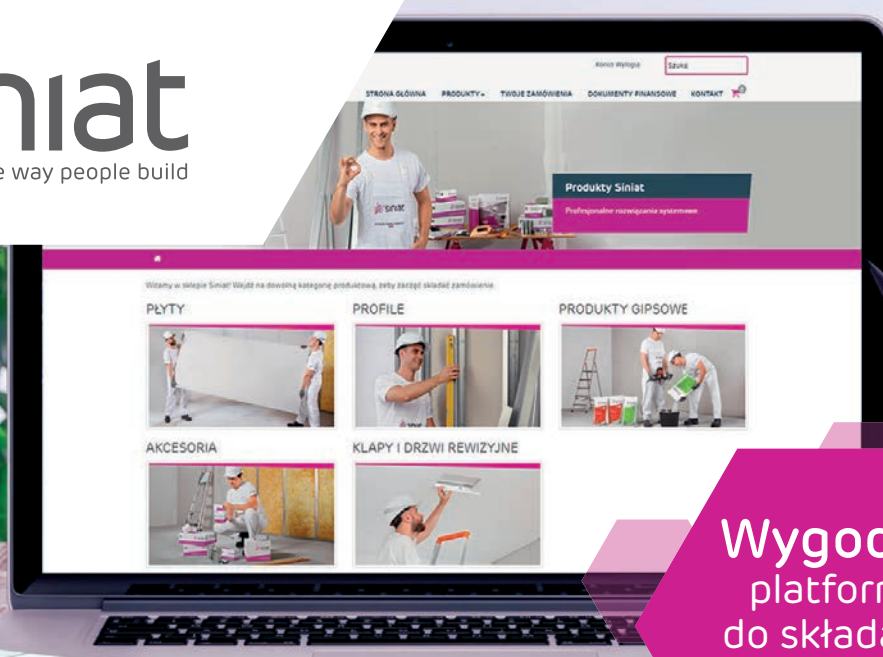 niat
e way people build
Konto Wyloguj
Szukaj
STRONA GŁÓWNA PRODUKTY TWOJE ZAMÓWIENIA DOKUMENTY FINANSOWE KONTAKT
siniat
Produkty Siniat
Profesjonalne rozwiązania systemowe
Witamy w sklepie Siniat! Wejdź na dowolną kategorię produktową, żeby zacząć składać zamówienie.
PŁYTY PROFILE PRODUKTY GIPSOWE
AKCESORIA KLAPY I DRZWI REWIZYJNE
Wygod
platform
do składa